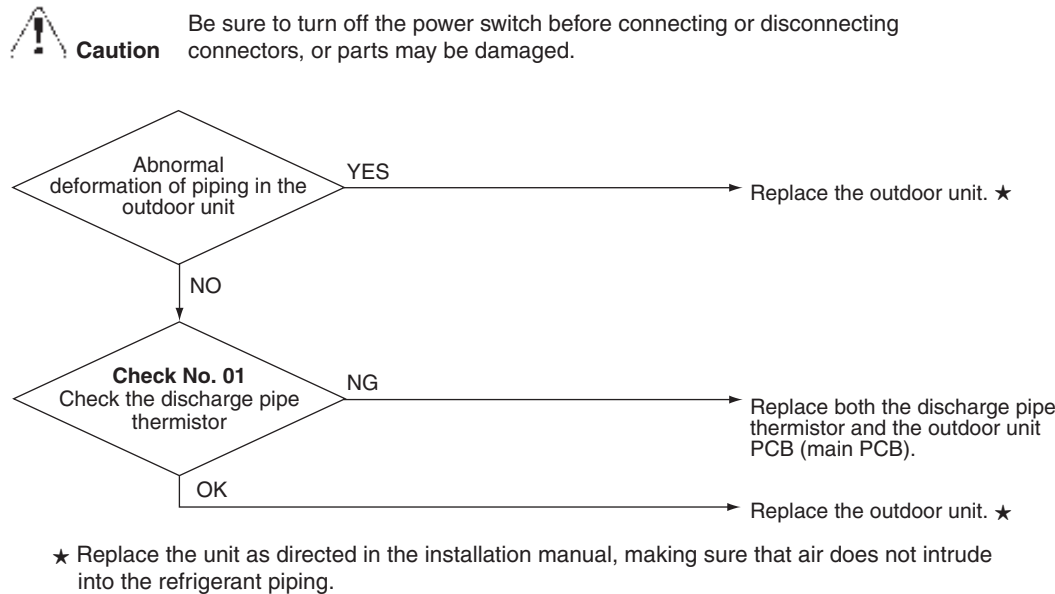 Be sure to turn off the power switch before connecting or disconnecting
Caution connectors, or parts may be damaged.
Abnormal
deformation of piping in the
outdoor unit
YES
Replace the outdoor unit. ★
NO
Check No. 01
Check the discharge pipe
thermistor
NG
Replace both the discharge pipe
thermistor and the outdoor unit
PCB (main PCB).
OK
Replace the outdoor unit. ★
★ Replace the unit as directed in the installation manual, making sure that air does not intrude
into the refrigerant piping.